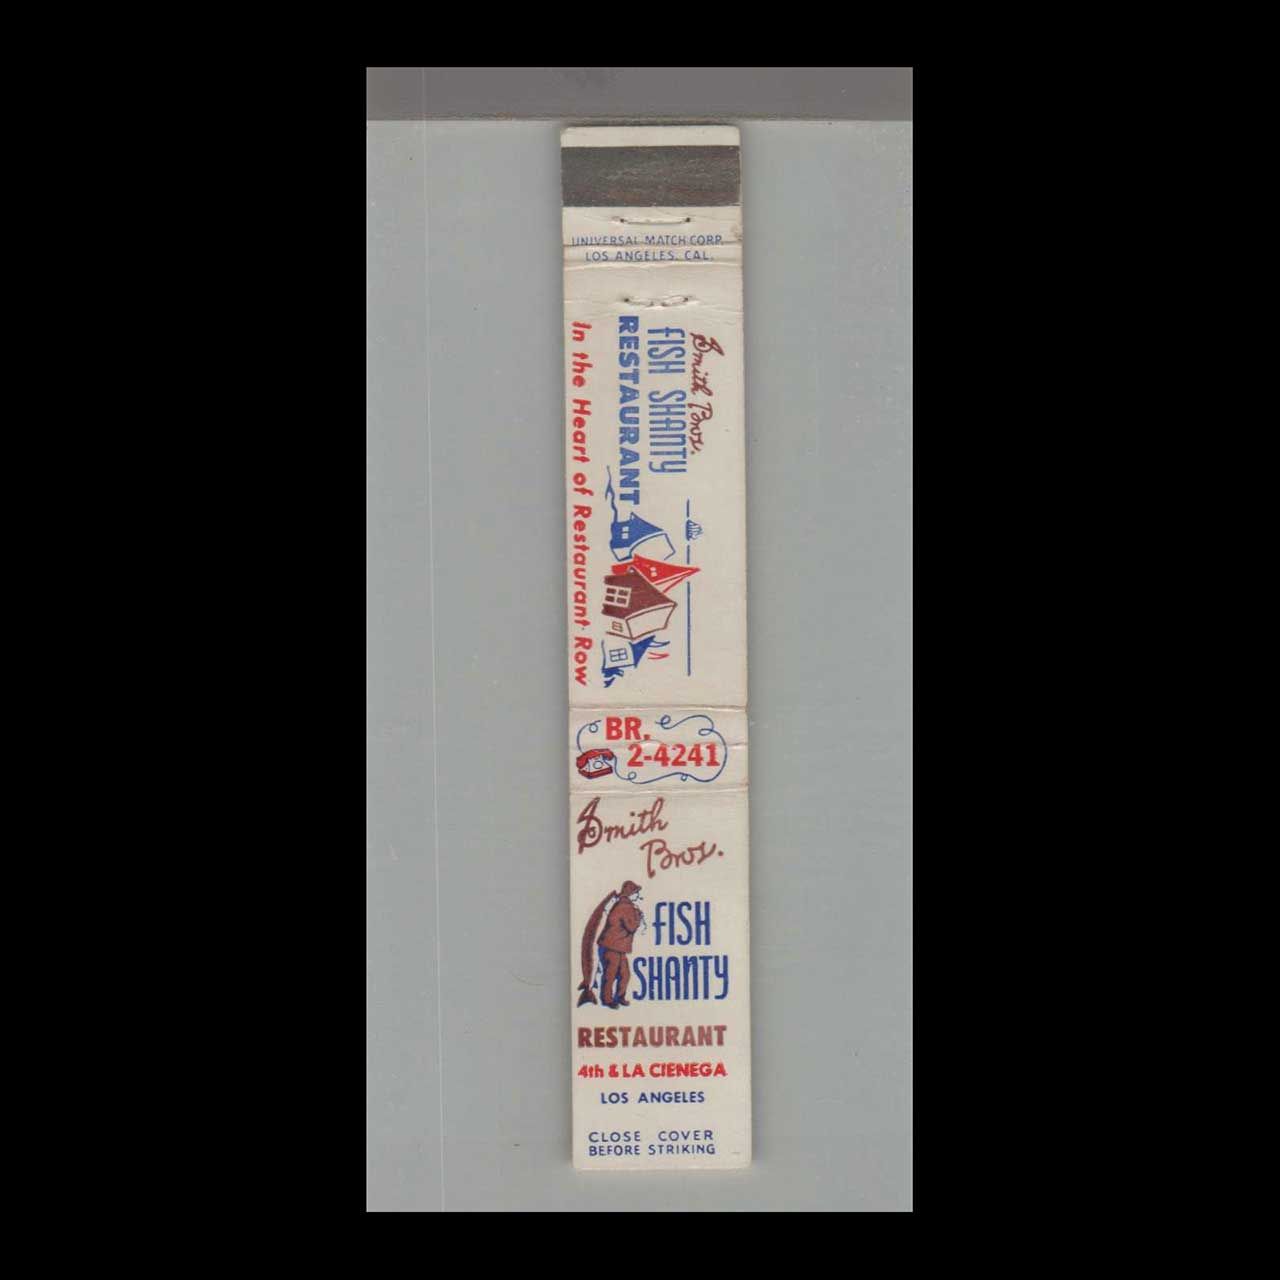 UNIVERSAL MATCH CORP.
LOS ANGELES, CAL.
Smith Bros.
FISH SHANTY
RESTAURANT
In the Heart of Restaurant Row
BR.
2-4241
Smith
Bros.
FISH
SHANTY
RESTAURANT
4th & LA CIENEGA
LOS ANGELES
CLOSE COVER
BEFORE STRIKING